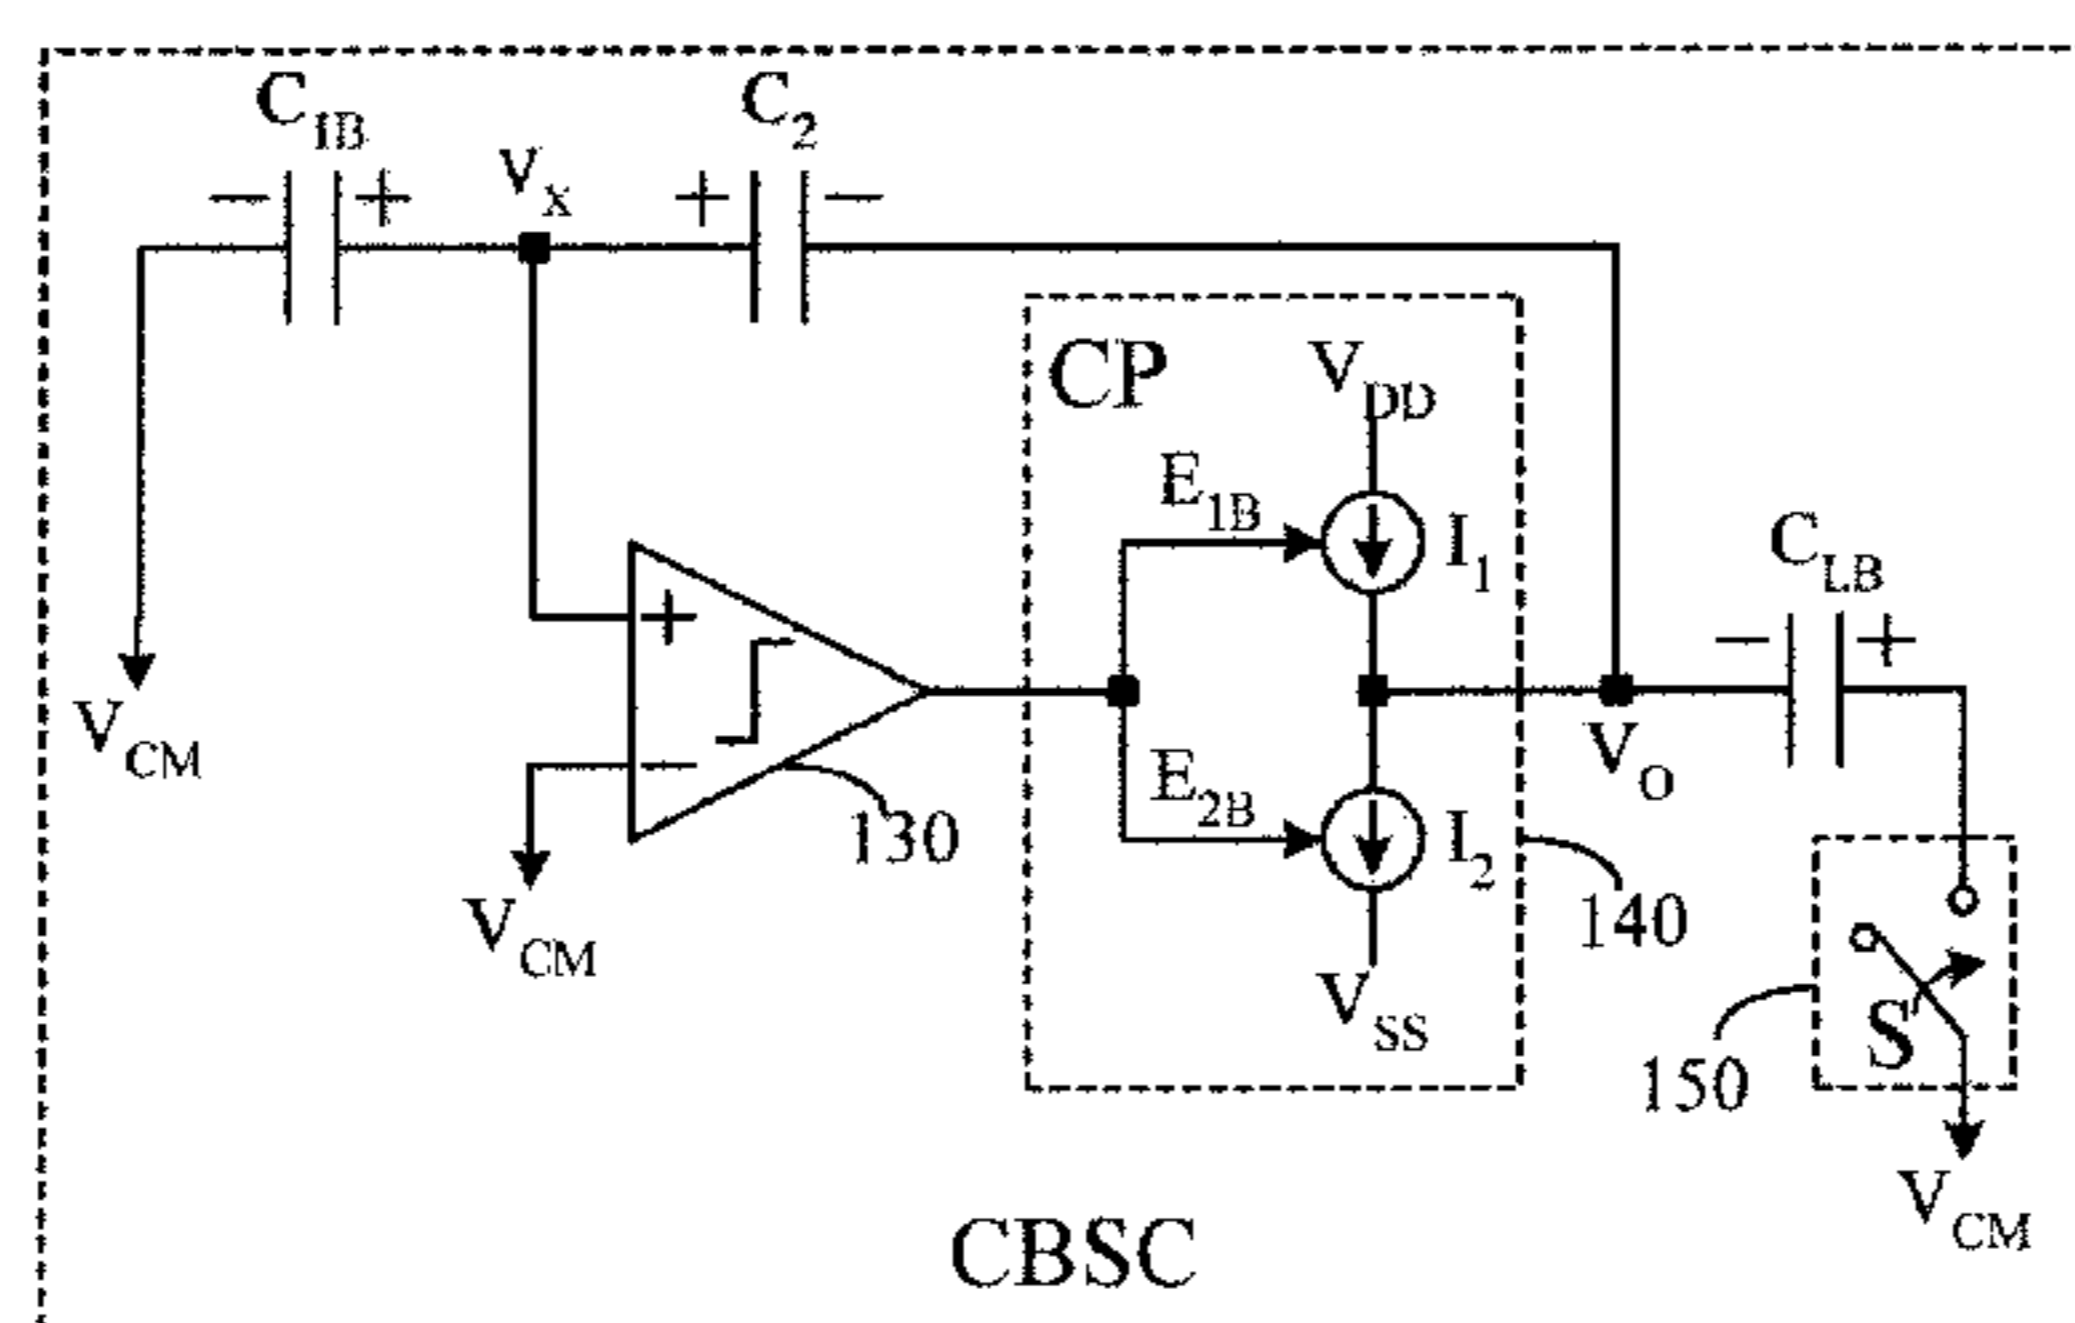 C1B
C2
VX
− +
+ −
CP
VDD
E1B
I1
CLB
+
− +
VCM
−
130
E2B
I2
VO
140
VCM
VSS
S
150
VCM
CBSC